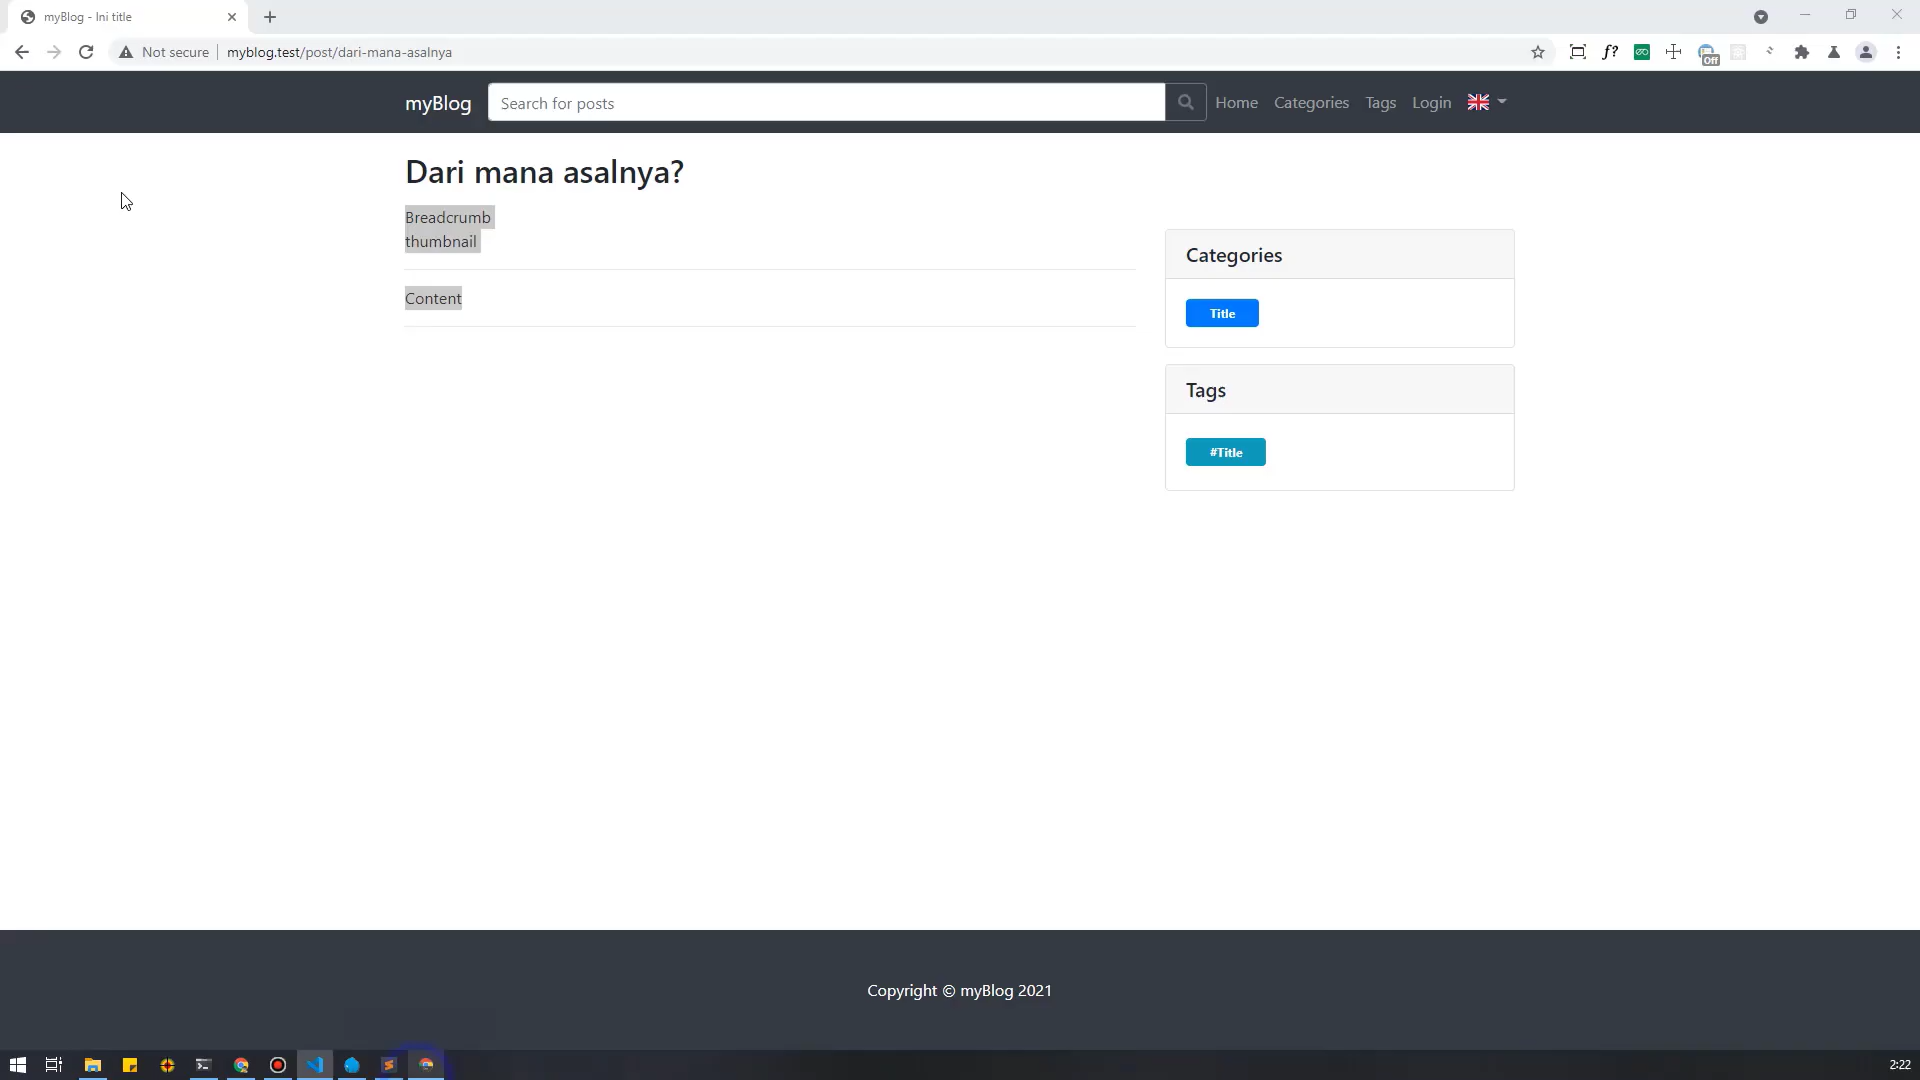 myBlog - Ini title
Not secure
myblog.test/post/dari-mana-asalnya
Off
myBlog
Search for posts
Home
Categories
Tags
Login
Dari mana asalnya?
Breadcrumb
thumbnail
Content
Categories
Title
Tags
#Title
Copyright © myBlog 2021
2:22